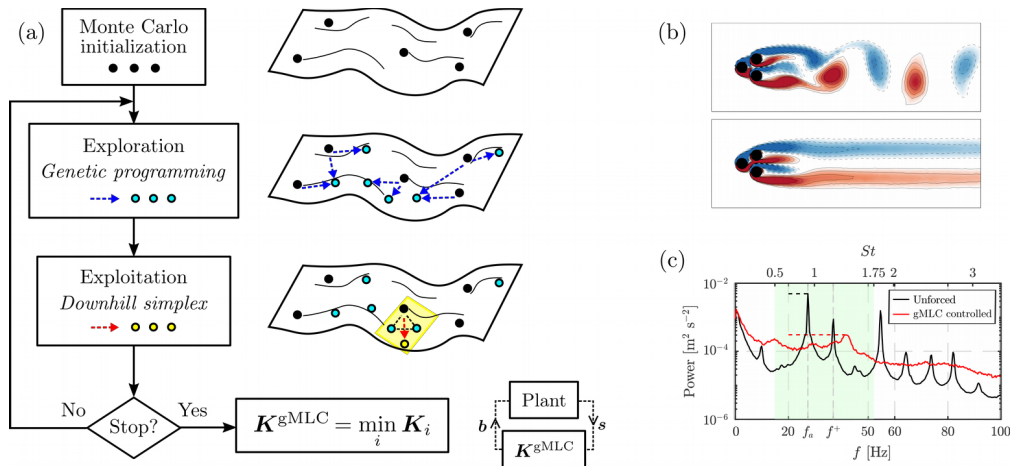 (a)
Monte Carlo
initialization
Exploration
Genetic programming
Exploitation
Downhill simplex
No
Stop?
Yes
K^gMLC = min_i K_i
Plant
b
s
K^gMLC
(b)
(c)
St
0.5 1 1.75 2 3
Unforced
gMLC controlled
Power [m² s⁻²]
10⁻²
10⁻⁴
10⁻⁶
0 20 f_a f⁺ 40 60 80 100
f [Hz]